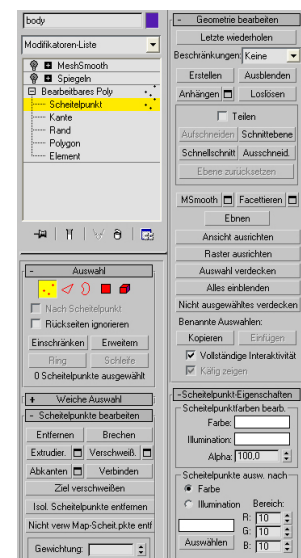 body
Modifikatoren-Liste
MeshSmooth
Spiegeln
Bearbeitbares Poly
Scheitelpunkt
Kante
Rand
Polygon
Element
- Auswahl
Nach Scheitelpunkt
Rückseiten ignorieren
Einschränken Erweitern
Ring Schleife
0 Scheitelpunkte ausgewählt
+ Weiche Auswahl
- Scheitelpunkte bearbeiten
Entfernen Brechen
Extrudier. Verschweiß.
Abkanten Verbinden
Ziel verschweißen
Isol. Scheitelpunkte entfernen
Nicht verw Map-Scheit.pkte entf
Gewichtung:
- Geometrie bearbeiten
Letzte wiederholen
Beschränkungen: Keine
Erstellen Ausblenden
Anhängen Loslösen
Teilen
Aufschneiden Schnittebene
Schnellschnitt Ausschneid.
Ebene zurücksetzen
MSmooth Facettieren
Ebnen
Ansicht ausrichten
Raster ausrichten
Auswahl verdecken
Alles einblenden
Nicht ausgewähltes verdecken
Benannte Auswahlen:
Kopieren Einfügen
Vollständige Interaktivität
Käfig zeigen
- Scheitelpunkt-Eigenschaften
Scheitelpunktfarben bearb.
Farbe:
Illumination:
Alpha: 100,0
Scheitelpunkte ausw. nach
Farbe
Illumination Bereich:
R: 10
G: 10
Auswählen B: 10